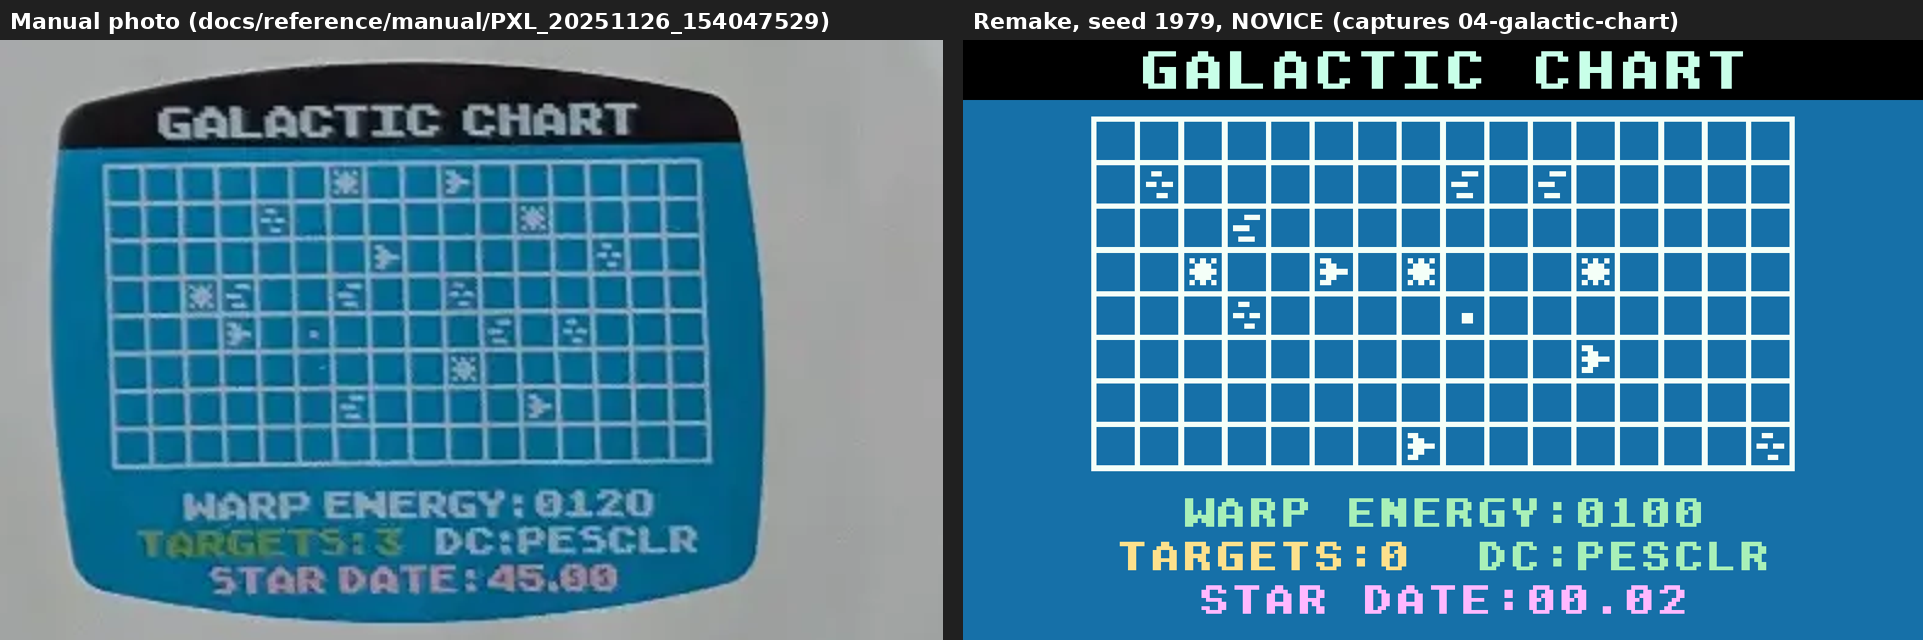 Manual photo (docs/reference/manual/PXL_20251126_154047529)
GALACTIC CHART
WARP ENERGY:0120
TARGETS:3 DC:PESCLR
STAR DATE:45.00
Remake, seed 1979, NOVICE (captures 04-galactic-chart)
GALACTIC CHART
WARP ENERGY:0100
TARGETS:0 DC:PESCLR
STAR DATE:00.02